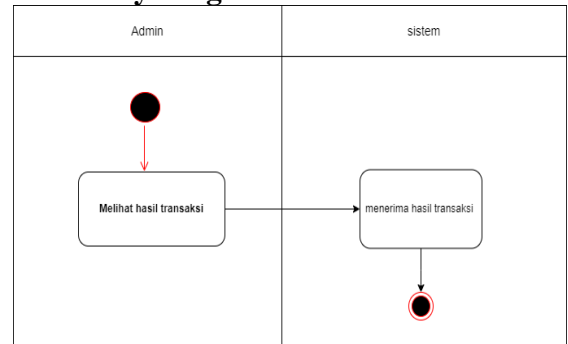 Admin
sistem
Melihat hasil transaksi
menerima hasil transaksi